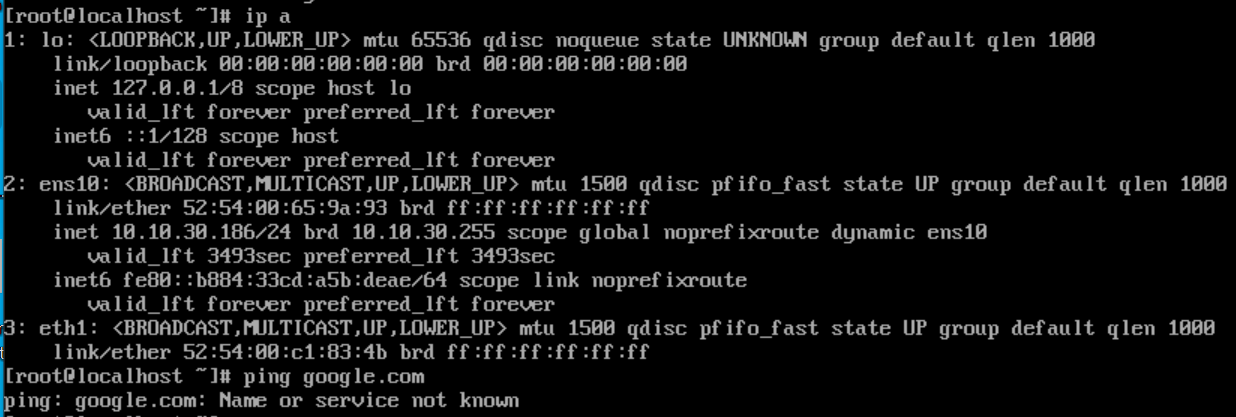 [root@localhost ~]# ip a
1: lo: <LOOPBACK,UP,LOWER_UP> mtu 65536 qdisc noqueue state UNKNOWN group default qlen 1000
    link/loopback 00:00:00:00:00:00 brd 00:00:00:00:00:00
    inet 127.0.0.1/8 scope host lo
       valid_lft forever preferred_lft forever
    inet6 ::1/128 scope host
       valid_lft forever preferred_lft forever
2: ens10: <BROADCAST,MULTICAST,UP,LOWER_UP> mtu 1500 qdisc pfifo_fast state UP group default qlen 1000
    link/ether 52:54:00:65:9a:93 brd ff:ff:ff:ff:ff:ff
    inet 10.10.30.186/24 brd 10.10.30.255 scope global noprefixroute dynamic ens10
       valid_lft 3493sec preferred_lft 3493sec
    inet6 fe80::b884:33cd:a5b:deae/64 scope link noprefixroute
       valid_lft forever preferred_lft forever
3: eth1: <BROADCAST,MULTICAST,UP,LOWER_UP> mtu 1500 qdisc pfifo_fast state UP group default qlen 1000
    link/ether 52:54:00:c1:83:4b brd ff:ff:ff:ff:ff:ff
[root@localhost ~]# ping google.com
ping: google.com: Name or service not known